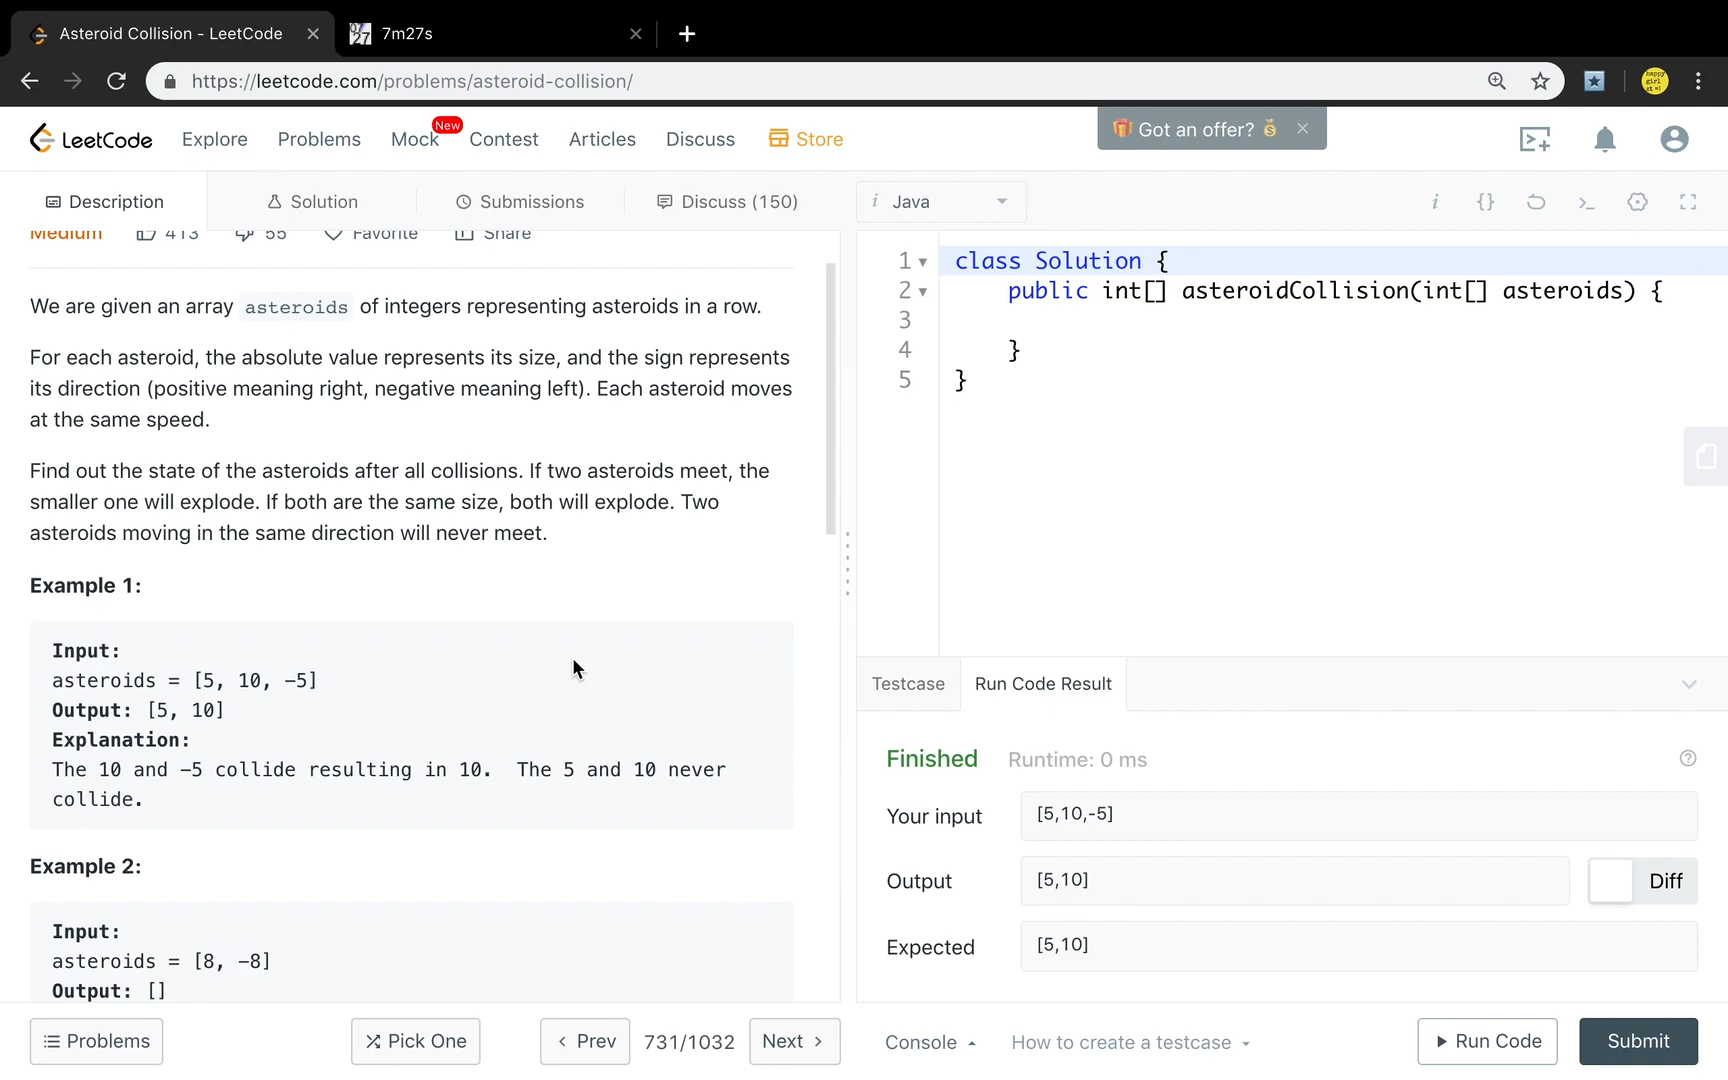 Asteroid Collision - LeetCode
7m27s
https://leetcode.com/problems/asteroid-collision/
LeetCode
Explore
Problems
Mock
New
Contest
Articles
Discuss
Store
Got an offer?
Description
Solution
Submissions
Discuss (150)
i Java
Medium
413
55
Favorite
Share
We are given an array asteroids of integers representing asteroids in a row.
For each asteroid, the absolute value represents its size, and the sign represents
its direction (positive meaning right, negative meaning left). Each asteroid moves
at the same speed.
Find out the state of the asteroids after all collisions. If two asteroids meet, the
smaller one will explode. If both are the same size, both will explode. Two
asteroids moving in the same direction will never meet.
Example 1:
Input:
asteroids = [5, 10, -5]
Output: [5, 10]
Explanation:
The 10 and -5 collide resulting in 10. The 5 and 10 never
collide.
Example 2:
Input:
asteroids = [8, -8]
Output: []
1 class Solution {
2 public int[] asteroidCollision(int[] asteroids) {
3
4 }
5 }
Testcase
Run Code Result
Finished
Runtime: 0 ms
Your input
[5,10,-5]
Output
[5,10]
Diff
Expected
[5,10]
Problems
Pick One
Prev
731/1032
Next
Console
How to create a testcase
Run Code
Submit